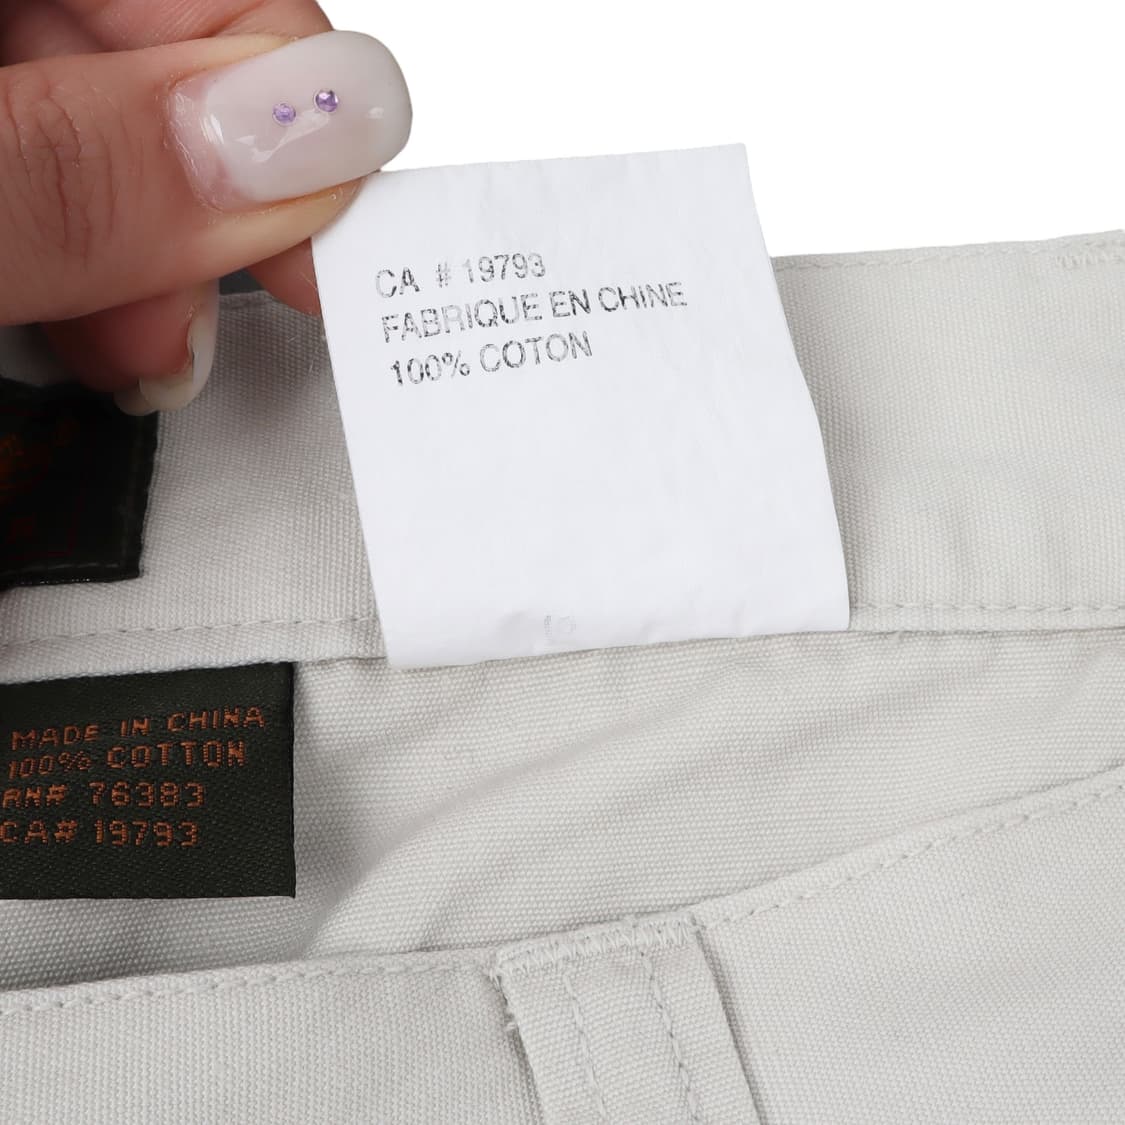 CA # 19793
FABRIQUE EN CHINE
100% COTON
MADE IN CHINA
100% COTTON
RN# 76383
CA# 19793